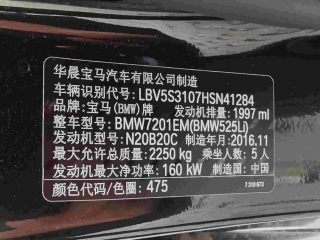 华晨宝马汽车有限公司制造
车辆识别代号: LBV5S3107HSN41284
品牌: 宝马(BMW)牌 发动机排量: 1997 ml
整车型号: BMW7201EM(BMW525Li)
发动机型号: N20B20C 制造年月: 2016.11
最大允许总质量: 2250 kg 乘坐人数: 5 人
发动机最大净功率: 160 kW 制造国: 中国
颜色代码/色圈: 475
7 310 973